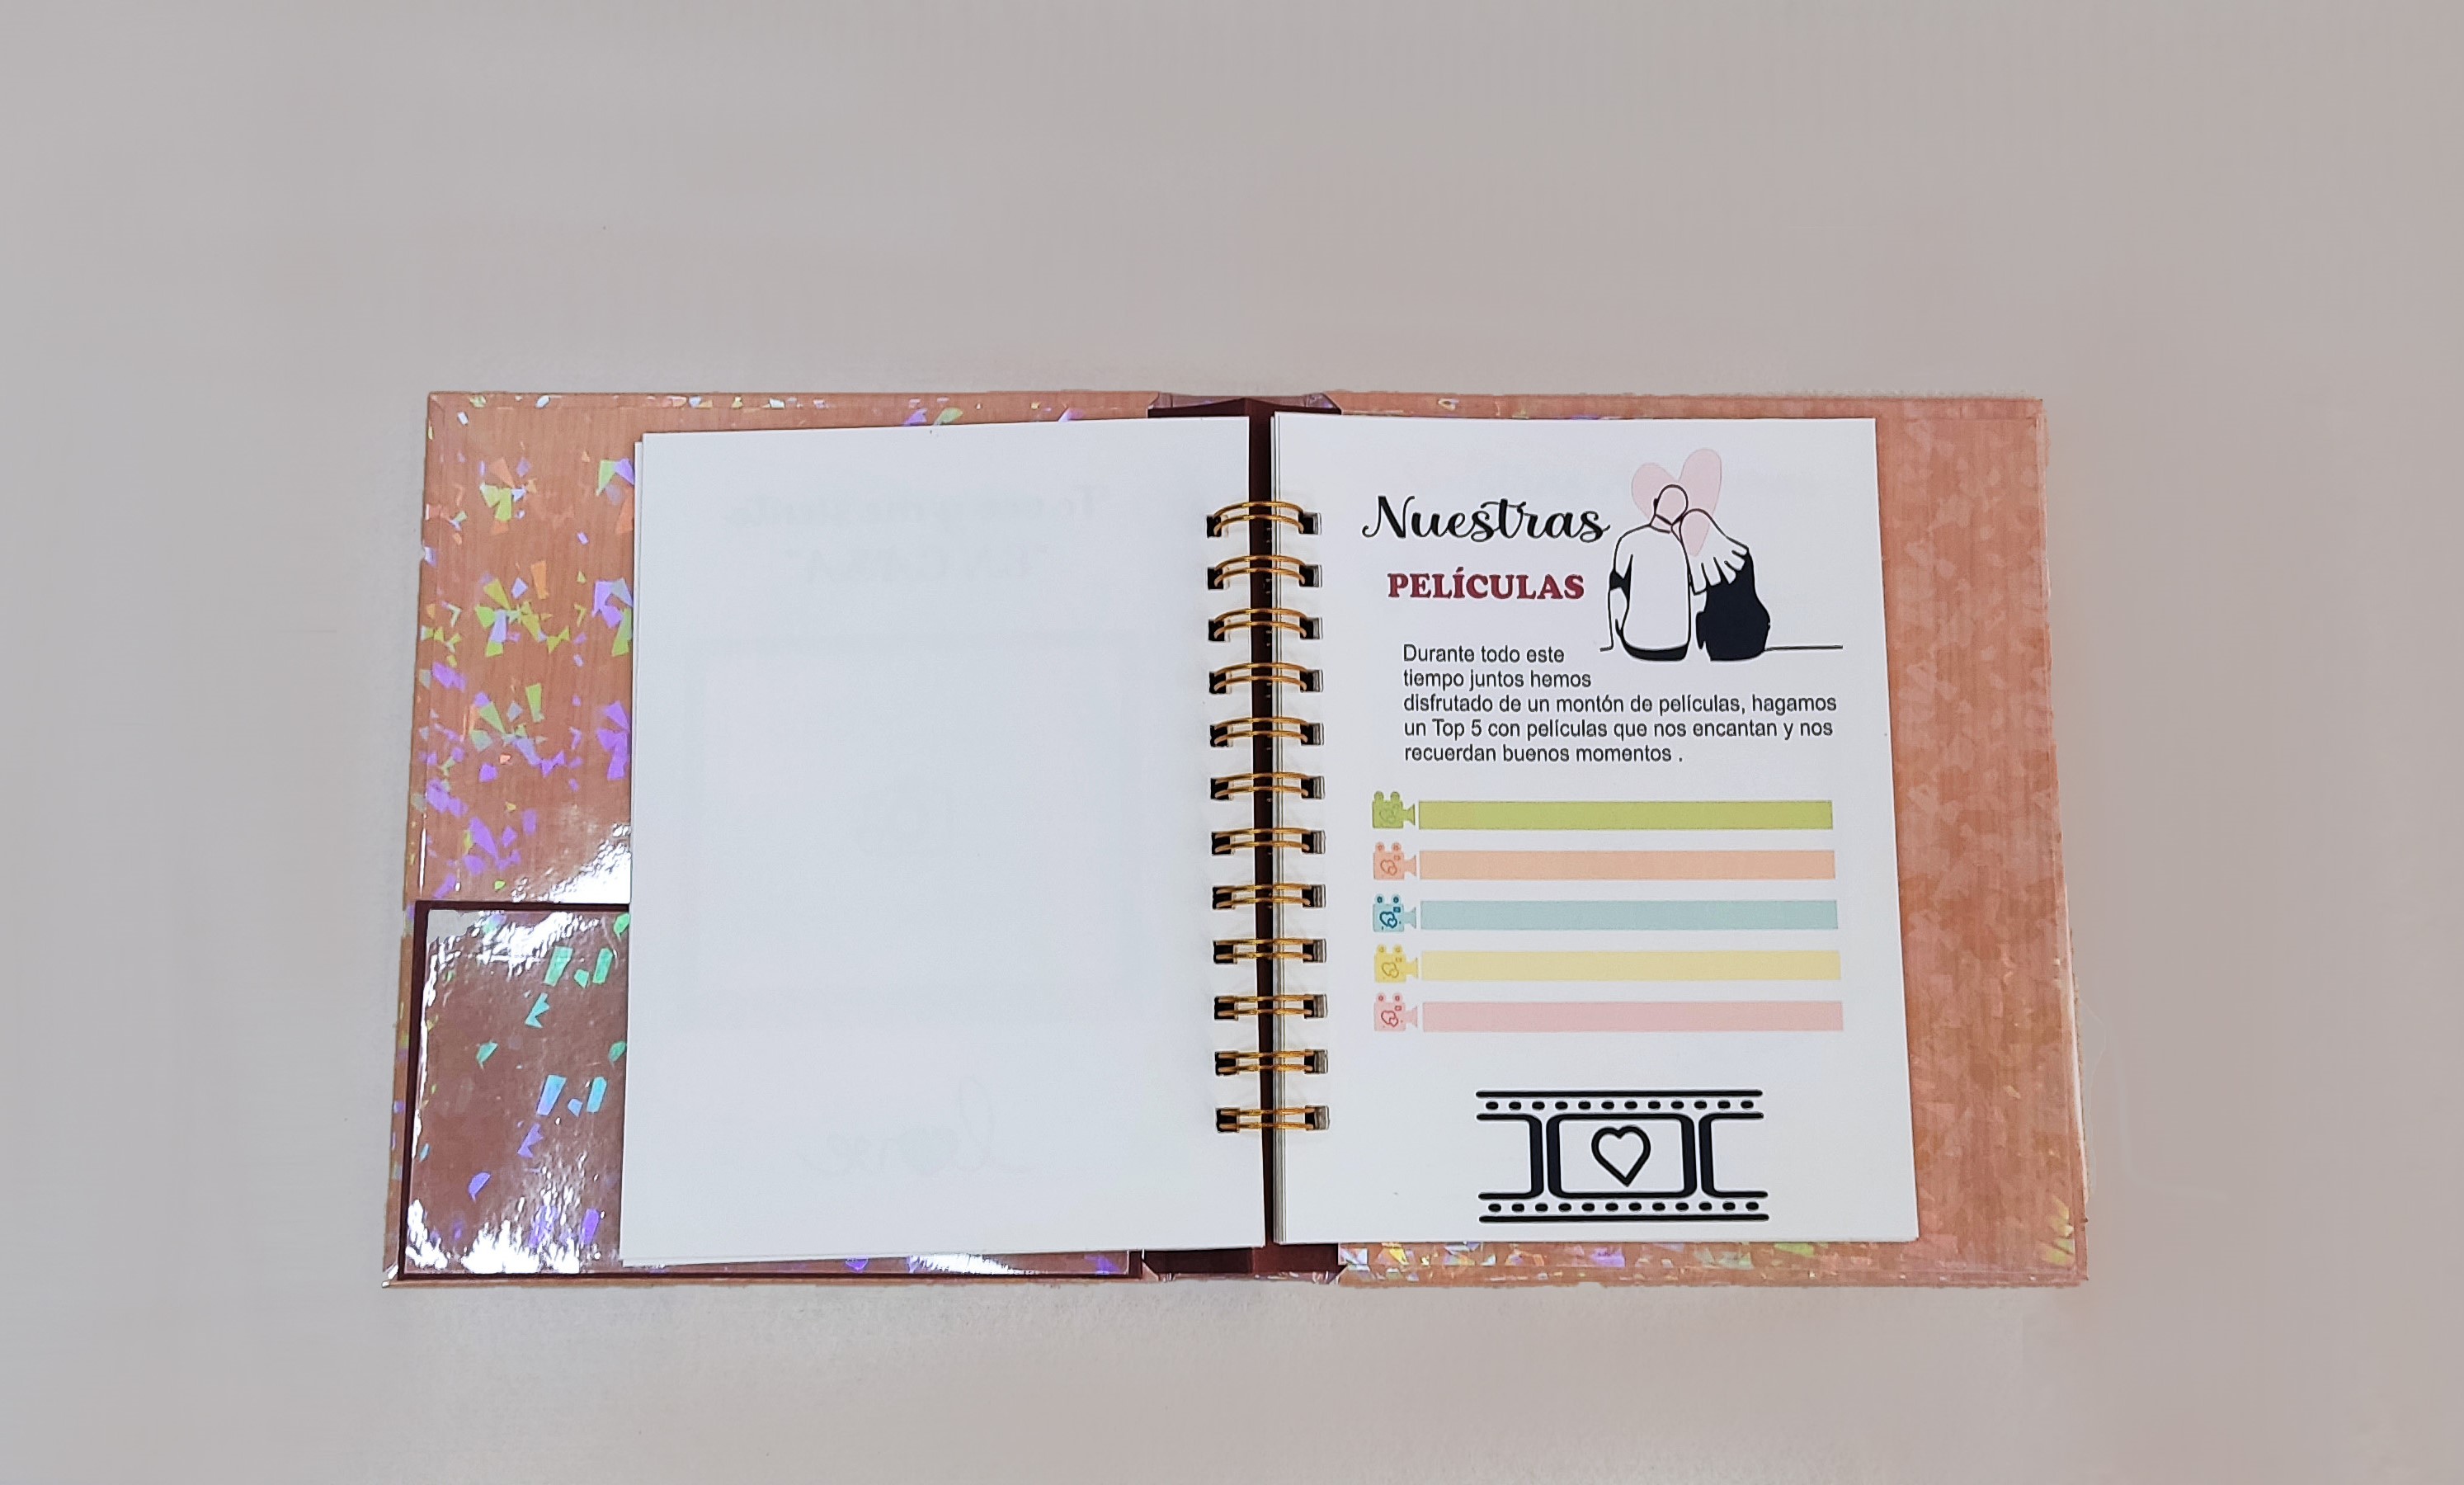 Nuestras
PELÍCULAS
Durante todo este
tiempo juntos hemos
disfrutado de un montón de películas, hagamos
un Top 5 con películas que nos encantan y nos
recuerdan buenos momentos .